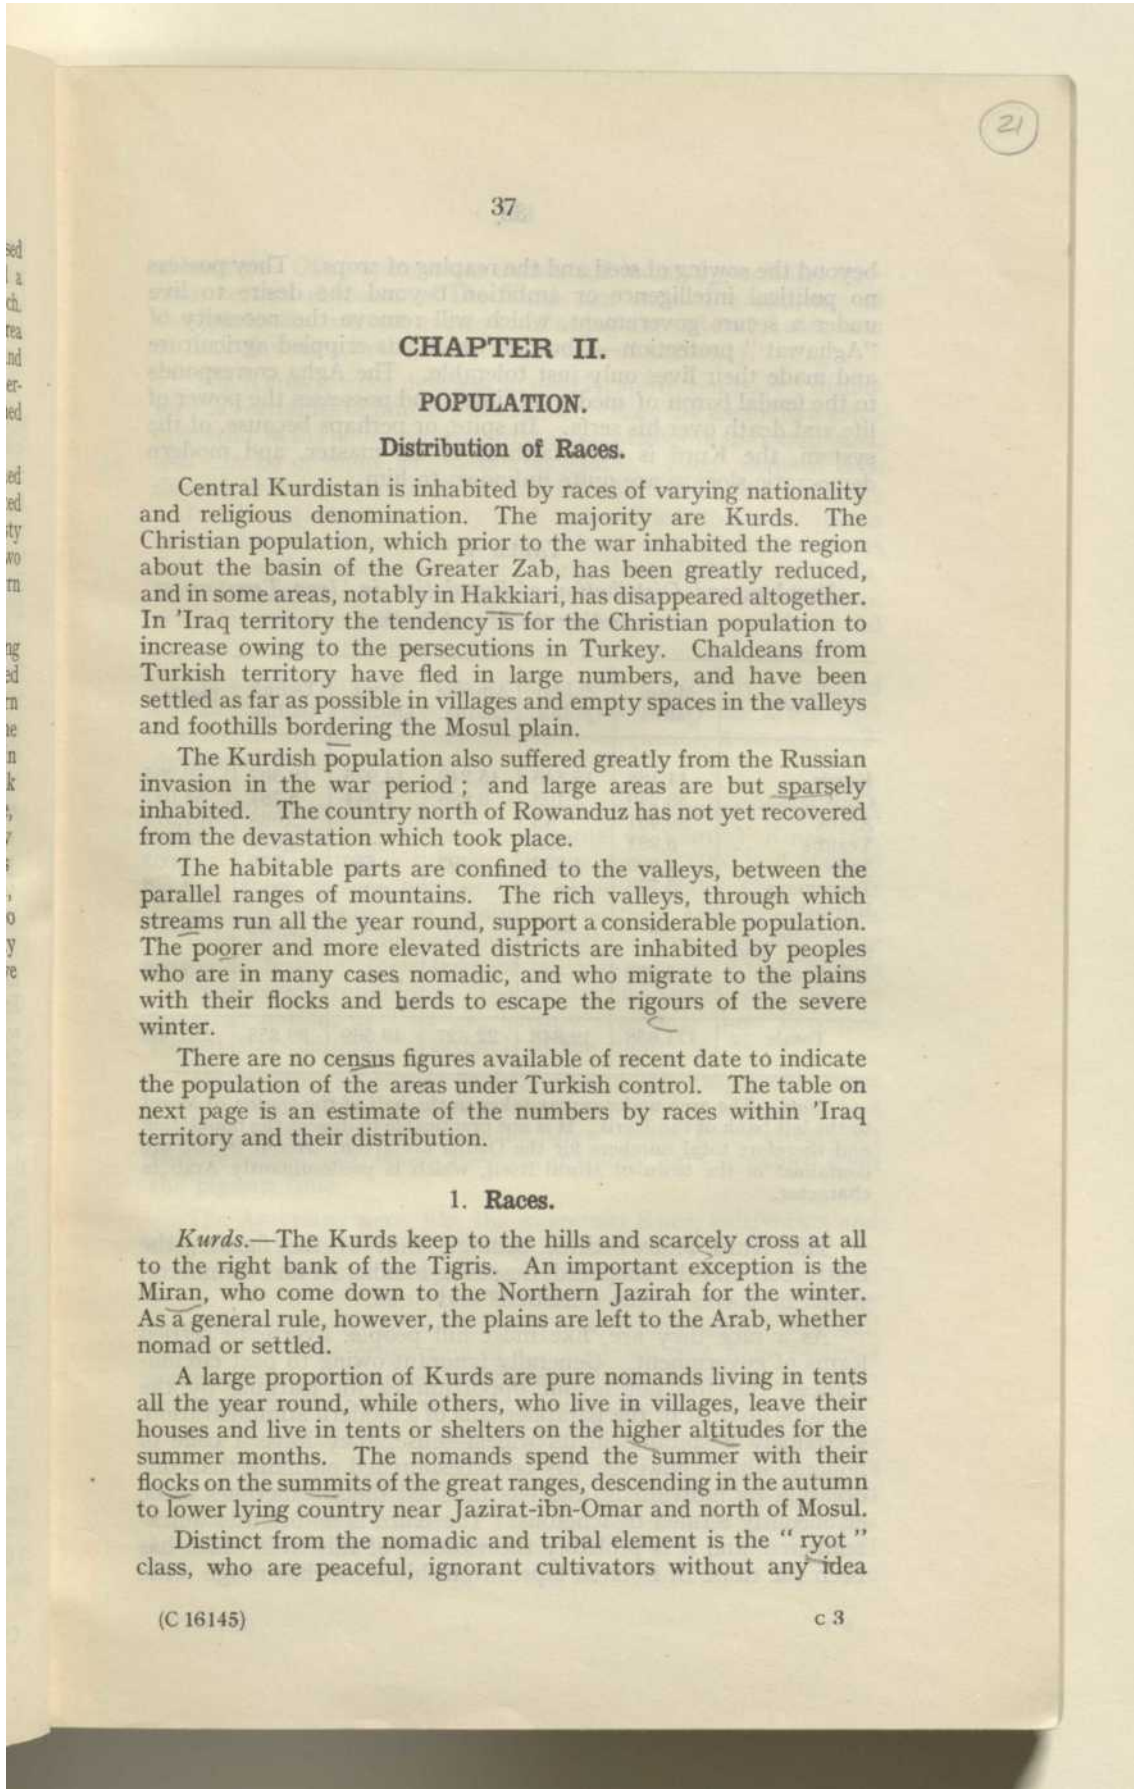 21
37
CHAPTER II.
POPULATION.
Distribution of Races.
Central Kurdistan is inhabited by races of varying nationality
and religious denomination. The majority are Kurds. The
Christian population, which prior to the war inhabited the region
about the basin of the Greater Zab, has been greatly reduced,
and in some areas, notably in Hakkiari, has disappeared altogether.
In 'Iraq territory the tendency is for the Christian population to
increase owing to the persecutions in Turkey. Chaldeans from
Turkish territory have fled in large numbers, and have been
settled as far as possible in villages and empty spaces in the valleys
and foothills bordering the Mosul plain.
The Kurdish population also suffered greatly from the Russian
invasion in the war period ; and large areas are but sparsely
inhabited. The country north of Rowanduz has not yet recovered
from the devastation which took place.
The habitable parts are confined to the valleys, between the
parallel ranges of mountains. The rich valleys, through which
streams run all the year round, support a considerable population.
The poorer and more elevated districts are inhabited by peoples
who are in many cases nomadic, and who migrate to the plains
with their flocks and herds to escape the rigours of the severe
winter.
There are no census figures available of recent date to indicate
the population of the areas under Turkish control. The table on
next page is an estimate of the numbers by races within 'Iraq
territory and their distribution.
1. Races.
Kurds.—The Kurds keep to the hills and scarcely cross at all
to the right bank of the Tigris. An important exception is the
Miran, who come down to the Northern Jazirah for the winter.
As a general rule, however, the plains are left to the Arab, whether
nomad or settled.
A large proportion of Kurds are pure nomands living in tents
all the year round, while others, who live in villages, leave their
houses and live in tents or shelters on the higher altitudes for the
summer months. The nomands spend the summer with their
flocks on the summits of the great ranges, descending in the autumn
to lower lying country near Jazirat-ibn-Omar and north of Mosul.
Distinct from the nomadic and tribal element is the " ryot "
class, who are peaceful, ignorant cultivators without any idea
(C 16145)
c 3